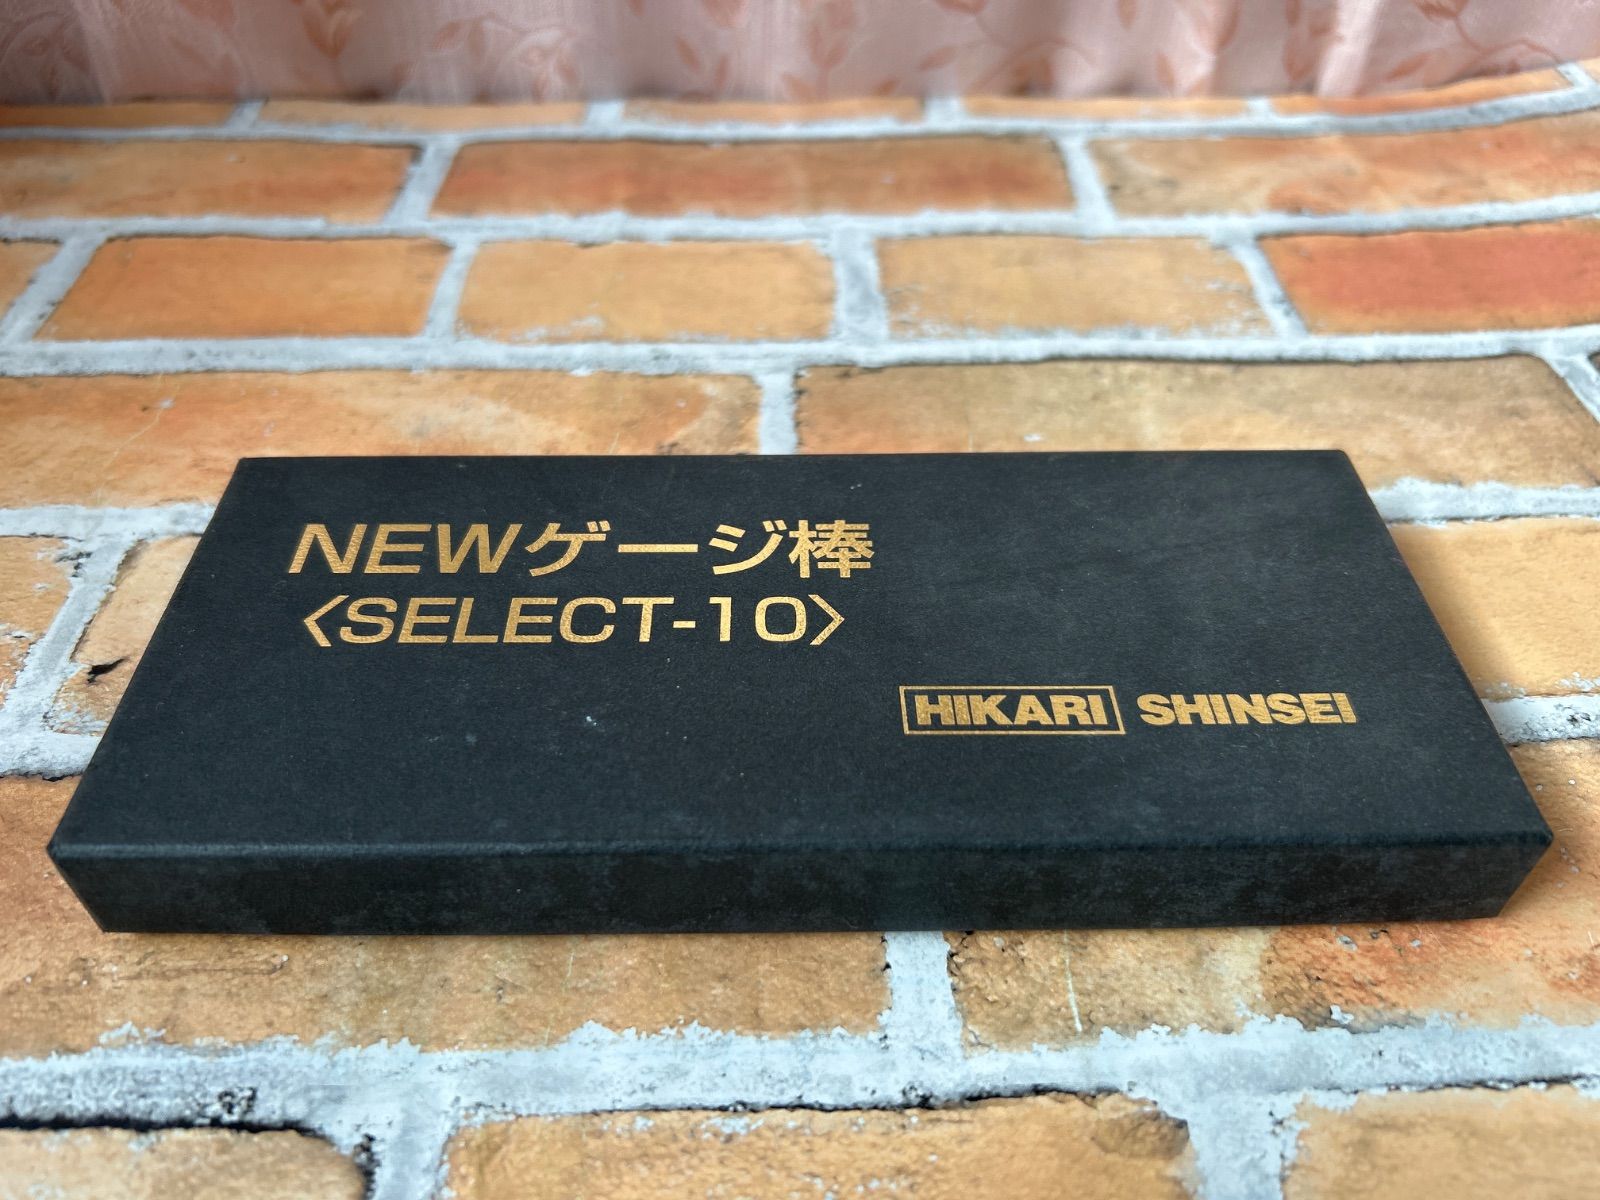 NEWゲージ棒
〈SELECT-10〉
HIKARI SHINSEI